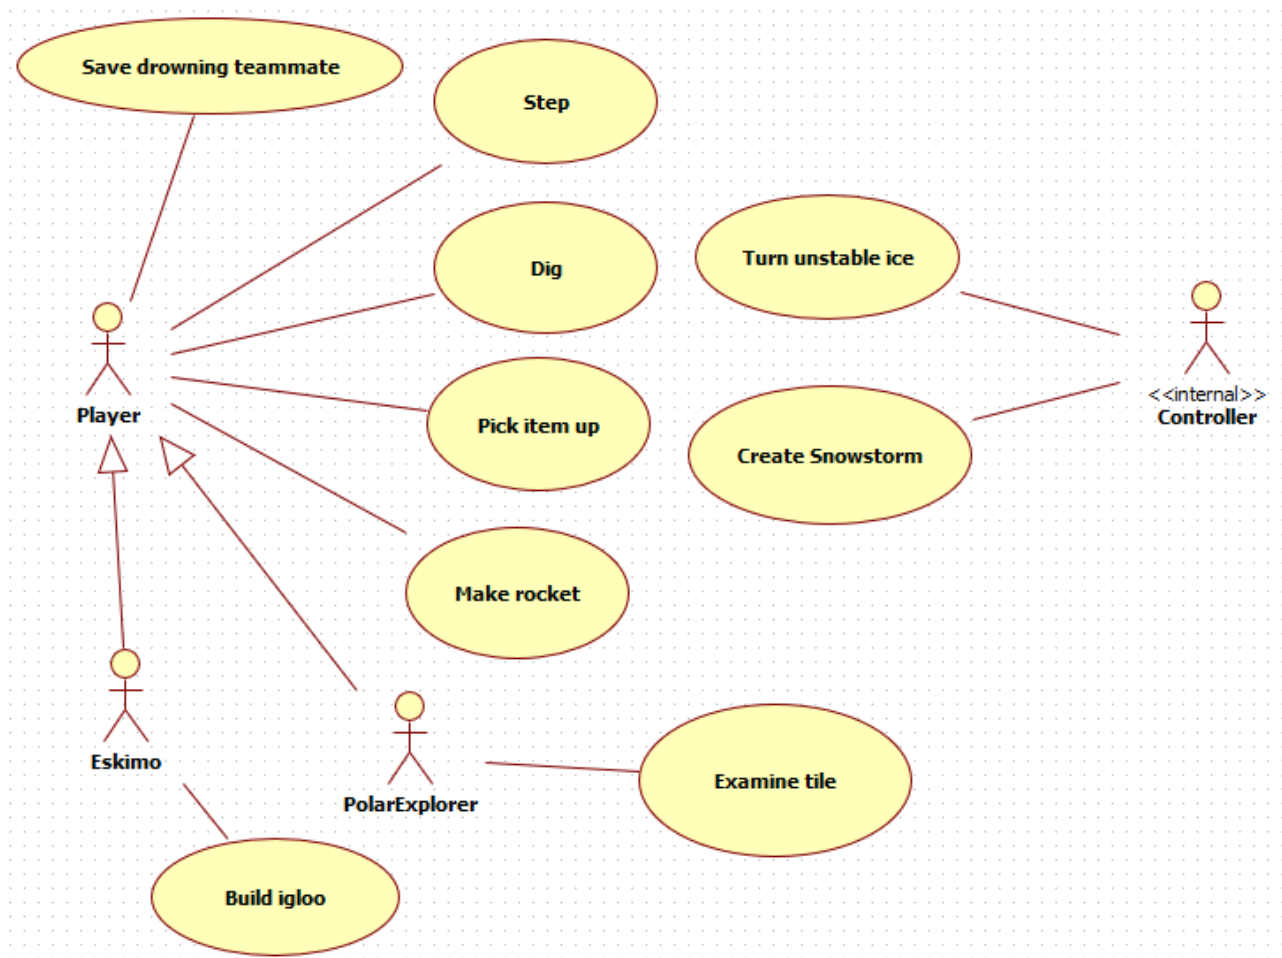 Save drowning teammate
Step
Dig
Turn unstable ice
<<internal>>
Controller
Player
Pick item up
Create Snowstorm
Make rocket
Eskimo
PolarExplorer
Examine tile
Build igloo